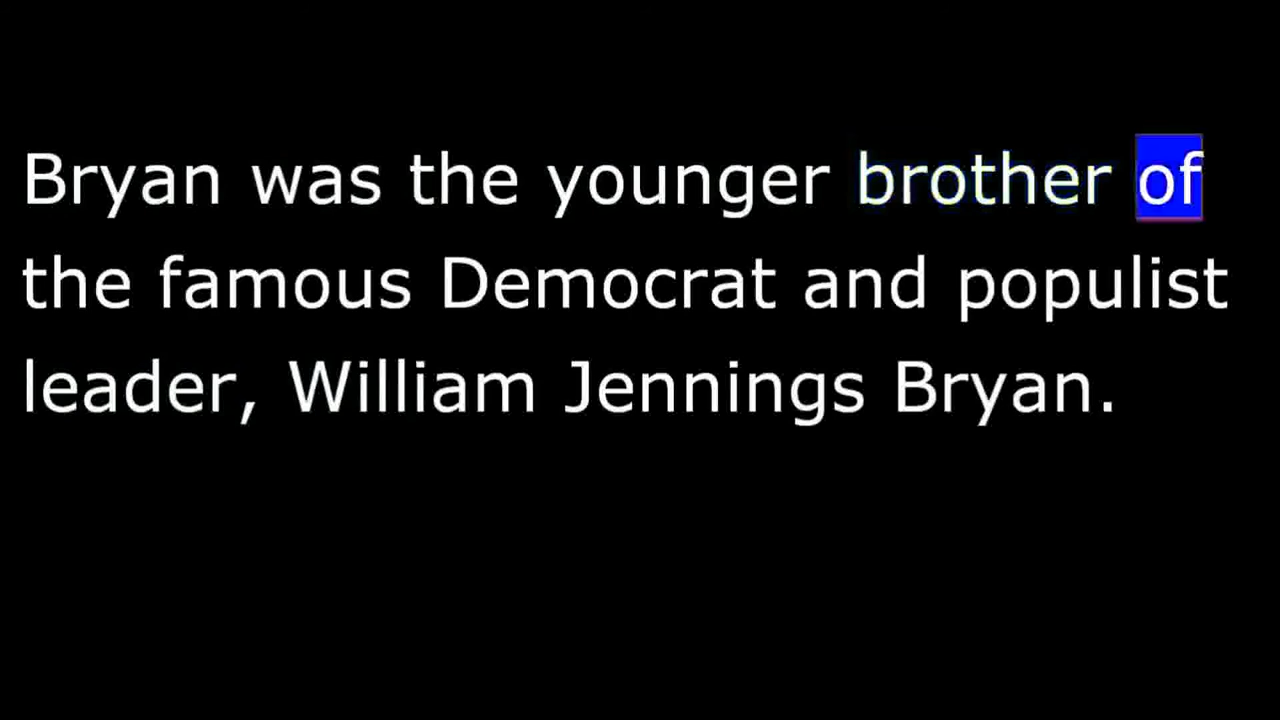 Bryan was the younger brother of
the famous Democrat and populist
leader, William Jennings Bryan.